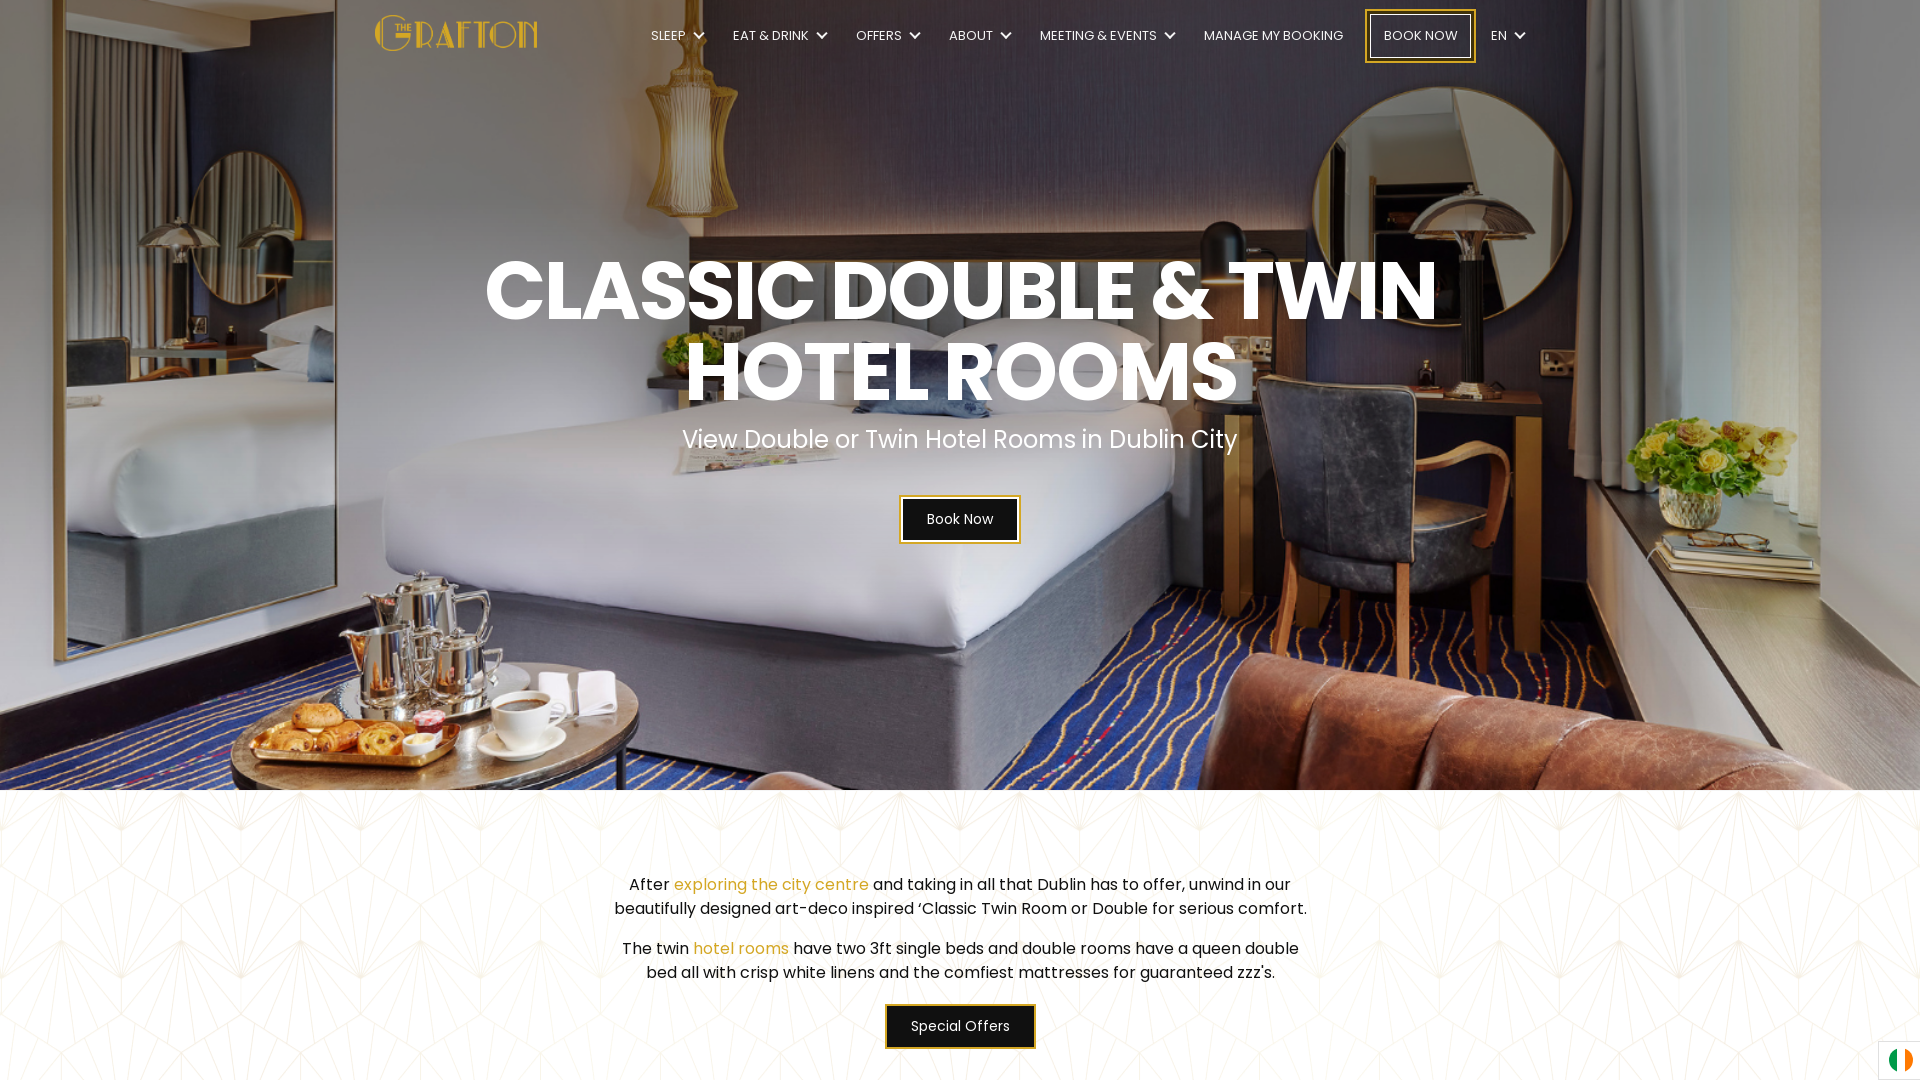 THE GRAFTON
SLEEP
EAT & DRINK
OFFERS
ABOUT
MEETING & EVENTS
MANAGE MY BOOKING
BOOK NOW
EN
CLASSIC DOUBLE & TWIN
HOTEL ROOMS
View Double or Twin Hotel Rooms in Dublin City
Book Now
After exploring the city centre and taking in all that Dublin has to offer, unwind in our
beautifully designed art-deco inspired ‘Classic Twin Room or Double for serious comfort.
The twin hotel rooms have two 3ft single beds and double rooms have a queen double
bed all with crisp white linens and the comfiest mattresses for guaranteed zzz's.
Special Offers